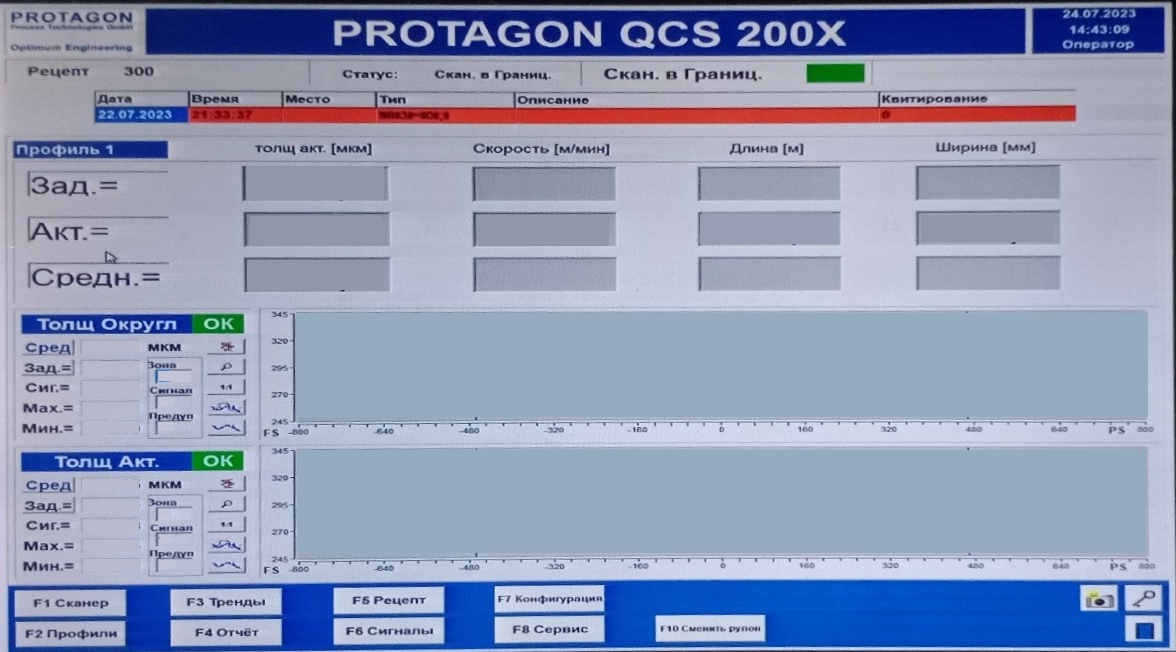 PROTAGON
Process Technologies GmbH
Optimum Engineering
PROTAGON QCS 200X
24.07.2023
14:43:09
Оператор
Рецепт 300 Статус: Скан. в Границ. Скан. в Границ.
Дата Время Место Тип Описание Квитирование
22.07.2023 21:33:37 0
Профиль 1 толщ акт. [мкм] Скорость [м/мин] Длина [м] Ширина [мм]
Зад.=
Акт.=
Средн.=
Толщ Округл OK
Сред мкм
Зона
Зад.=
Сиг.= 1:1
Сигнал
Мах.=
Предуп
Мин.=
345
320
295
270
245
FS -800 -640 -480 -320 -160 0 160 320 480 640 PS 800
Толщ Акт. OK
Сред мкм
Зона
Зад.=
Сиг.= 1:1
Сигнал
Мах.=
Предуп
Мин.=
345
320
295
270
245
FS -800 -640 -480 -320 -160 0 160 320 480 640 PS 800
F1 Сканер F3 Тренды F5 Рецепт F7 Конфигурация
F2 Профили F4 Отчёт F6 Сигналы F8 Сервис F10 Сменить рулон